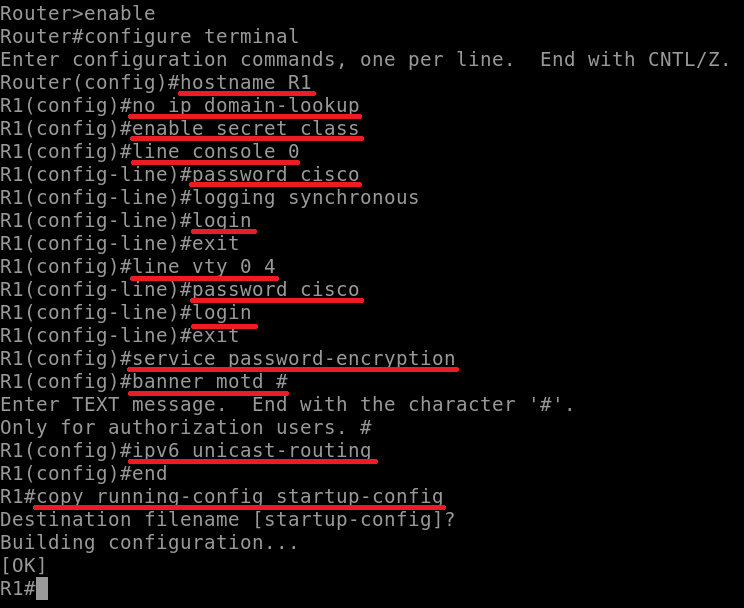 Router>enable
Router#configure terminal
Enter configuration commands, one per line.  End with CNTL/Z.
Router(config)#hostname R1
R1(config)#no ip domain-lookup
R1(config)#enable secret class
R1(config)#line console 0
R1(config-line)#password cisco
R1(config-line)#logging synchronous
R1(config-line)#login
R1(config-line)#exit
R1(config)#line vty 0 4
R1(config-line)#password cisco
R1(config-line)#login
R1(config-line)#exit
R1(config)#service password-encryption
R1(config)#banner motd #
Enter TEXT message.  End with the character '#'.
Only for authorization users. #
R1(config)#ipv6 unicast-routing
R1(config)#end
R1#copy running-config startup-config
Destination filename [startup-config]?
Building configuration...
[OK]
R1#